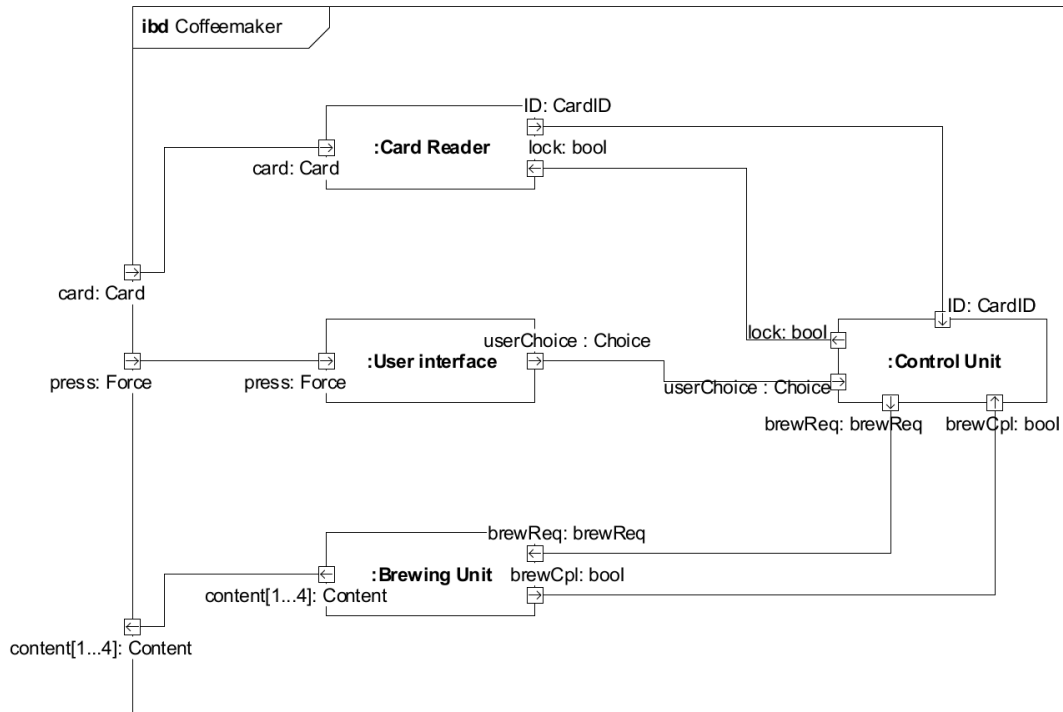 ibd Coffeemaker
ID: CardID
:Card Reader
lock: bool
card: Card
card: Card
ID: CardID
lock: bool
userChoice : Choice
:User interface
:Control Unit
press: Force
press: Force
userChoice : Choice
brewReq: brewReq
brewCpl: bool
brewReq: brewReq
:Brewing Unit
brewCpl: bool
content[1...4]: Content
content[1...4]: Content